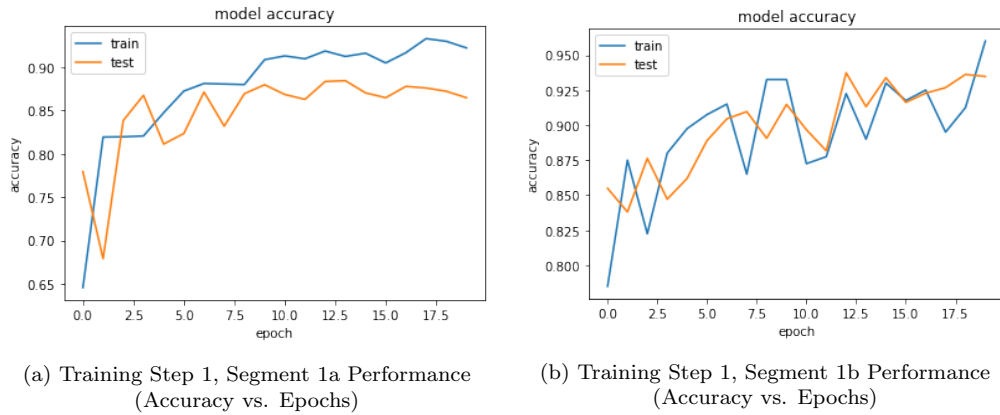 model accuracy
train
test
0.90
0.85
0.80
0.75
0.70
0.65
accuracy
0.0
2.5
5.0
7.5
10.0
12.5
15.0
17.5
epoch
(a) Training Step 1, Segment 1a Performance
(Accuracy vs. Epochs)
model accuracy
train
test
0.950
0.925
0.900
0.875
0.850
0.825
0.800
accuracy
0.0
2.5
5.0
7.5
10.0
12.5
15.0
17.5
epoch
(b) Training Step 1, Segment 1b Performance
(Accuracy vs. Epochs)